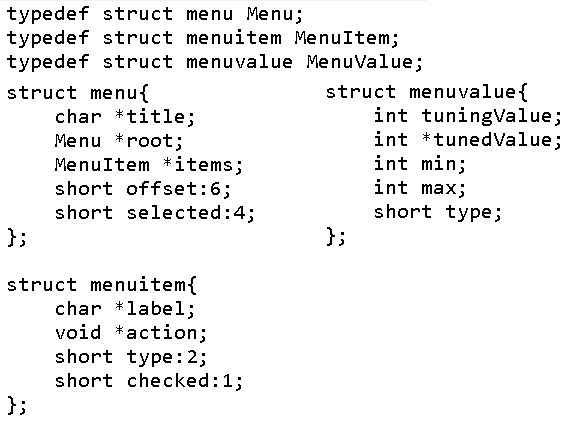 typedef struct menu Menu;
typedef struct menuitem MenuItem;
typedef struct menuvalue MenuValue;
struct menu{
    char *title;
    Menu *root;
    MenuItem *items;
    short offset:6;
    short selected:4;
};
struct menuvalue{
    int tuningValue;
    int *tunedValue;
    int min;
    int max;
    short type;
};
struct menuitem{
    char *label;
    void *action;
    short type:2;
    short checked:1;
};